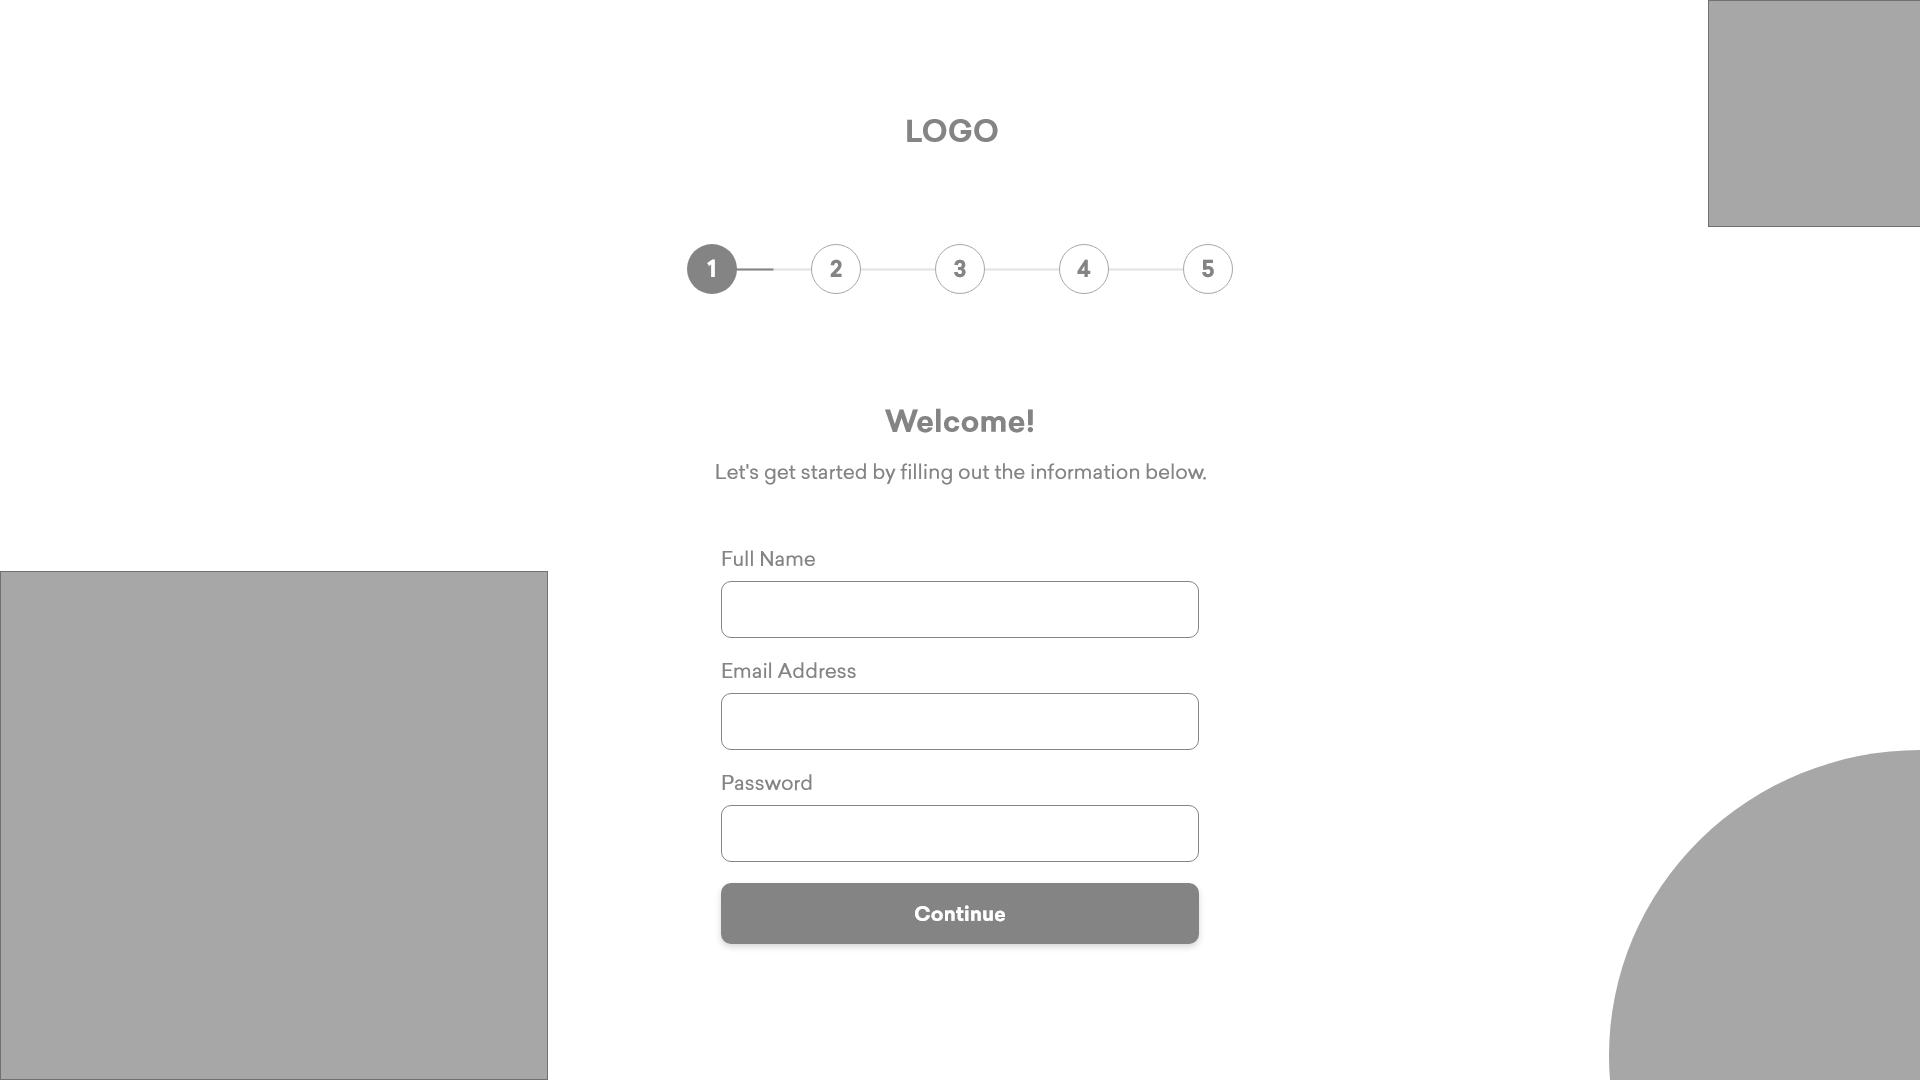 LOGO
1 2 3 4 5
Welcome!
Let's get started by filling out the information below.
Full Name
Email Address
Password
Continue